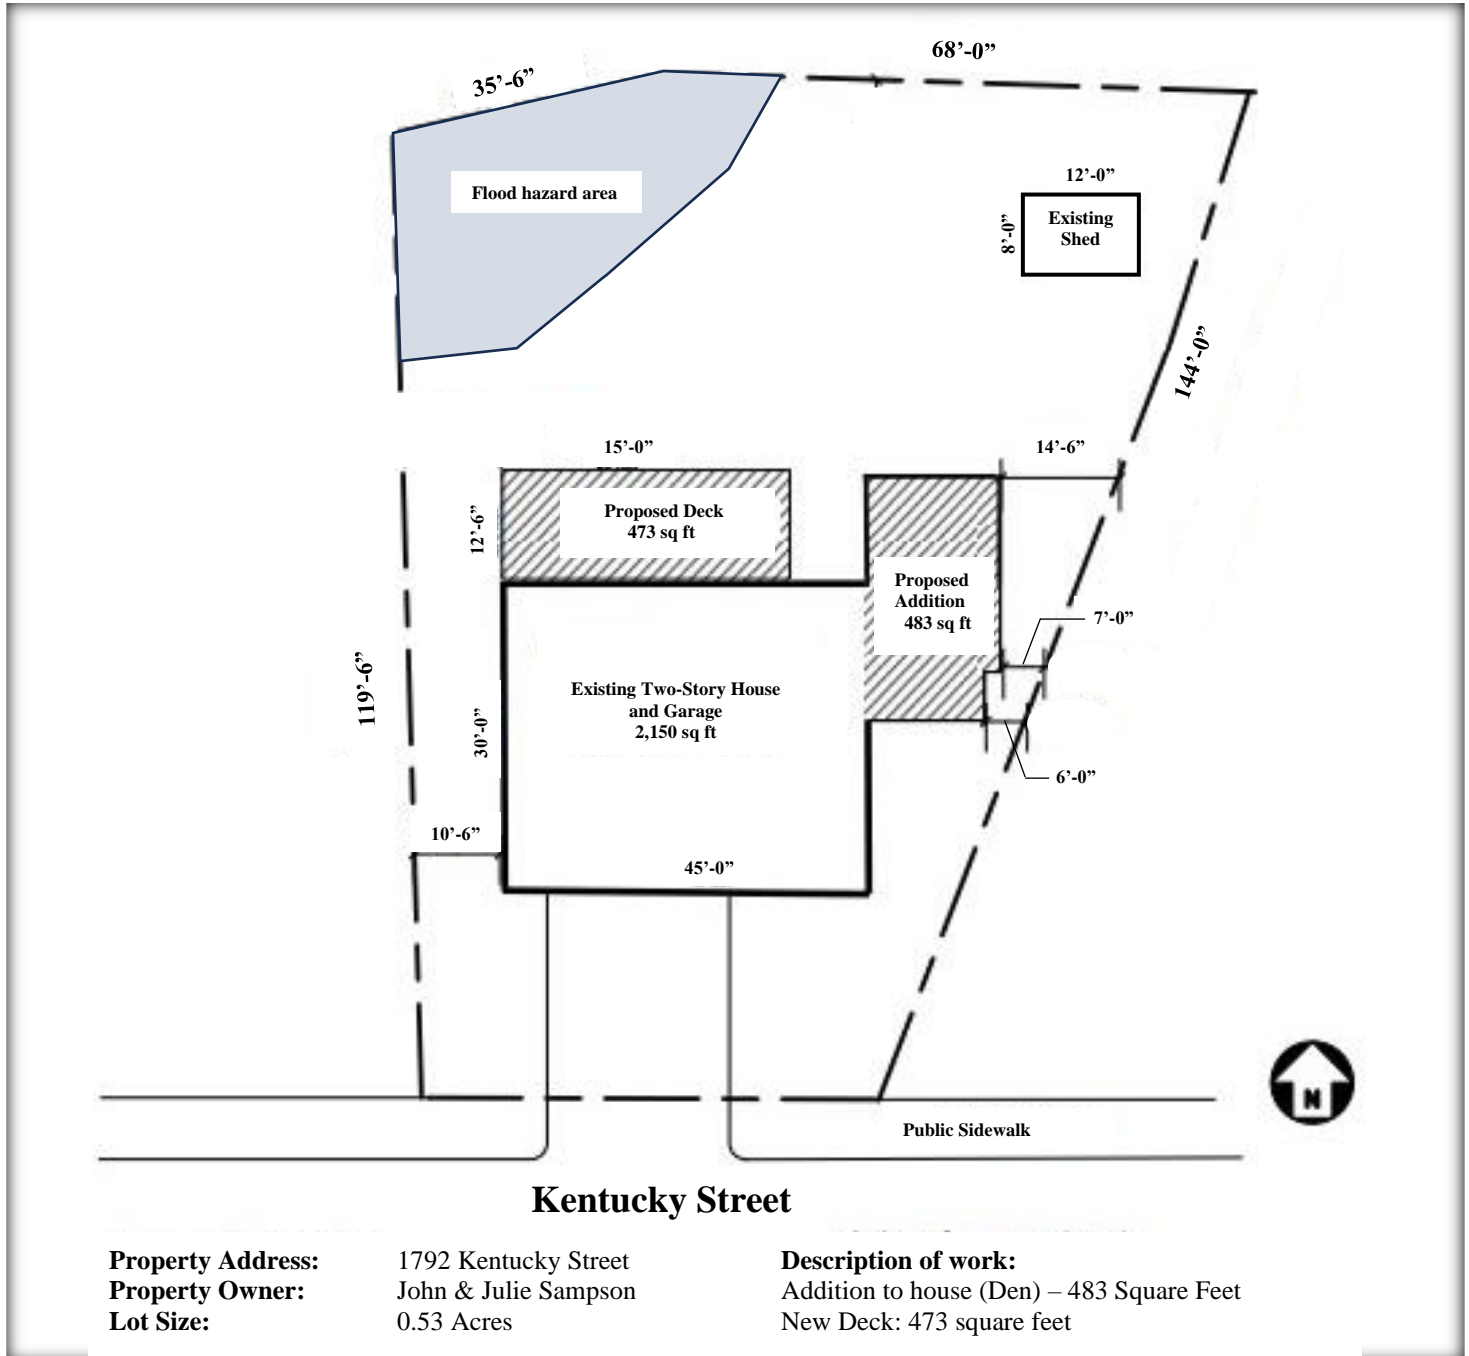 68’-0”
35’-6”
Flood hazard area
12’-0”
8’-0”
Existing
Shed
144’-0”
15’-0”
14’-6”
12’-6”
Proposed Deck
473 sq ft
Proposed
Addition
483 sq ft
7’-0”
119’-6”
30’-0”
Existing Two-Story House
and Garage
2,150 sq ft
6’-0”
10’-6”
45’-0”
N
Public Sidewalk
Kentucky Street
Property Address: 1792 Kentucky Street
Property Owner: John & Julie Sampson
Lot Size: 0.53 Acres
Description of work:
Addition to house (Den) – 483 Square Feet
New Deck: 473 square feet